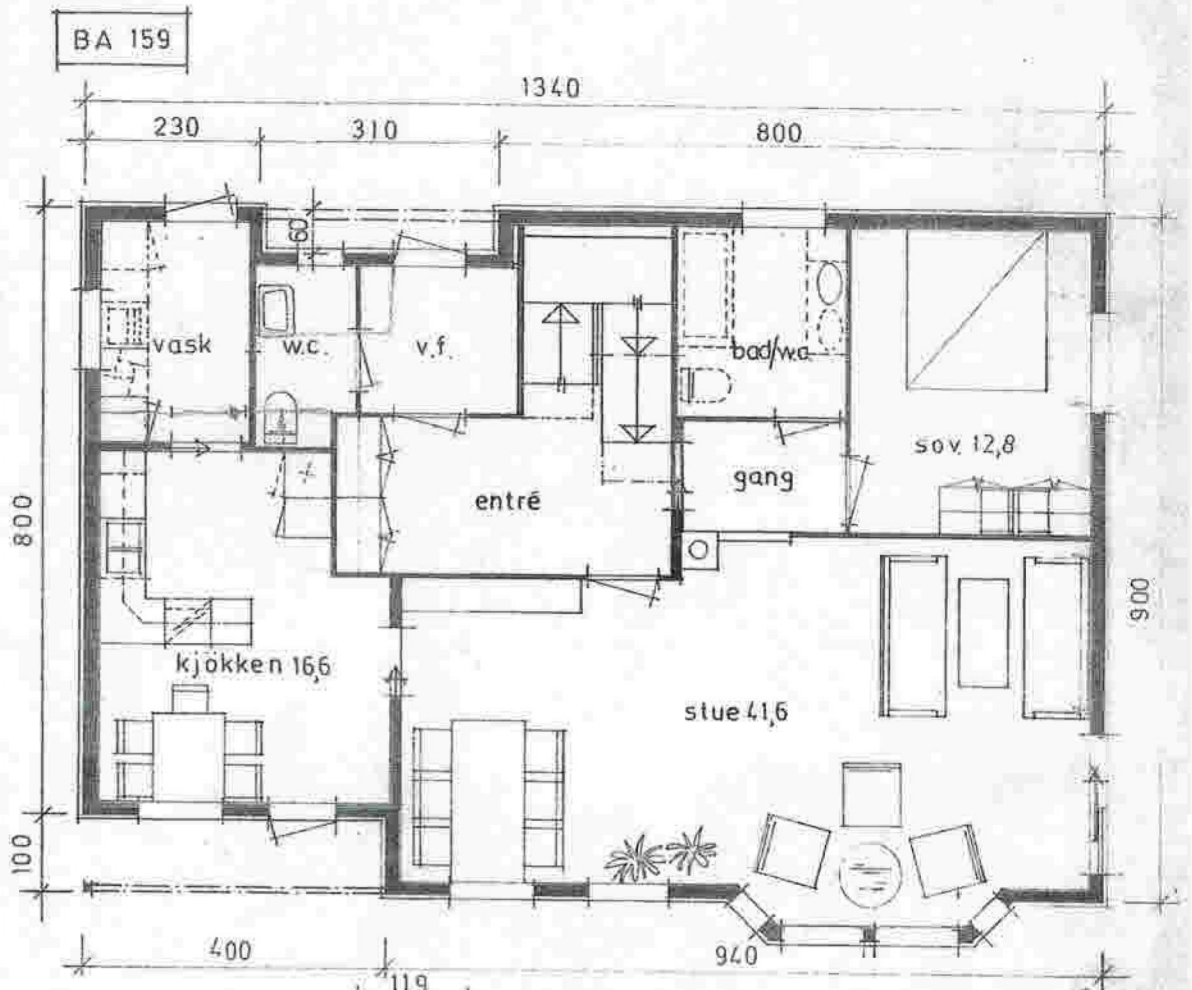 BA 159
1340
230 310 800
60
vask w.c. v.f. bad/w.c
sov. 12,8
gang
entré
800
900
kjökken 16,6
stue 41,6
100
400 940
119